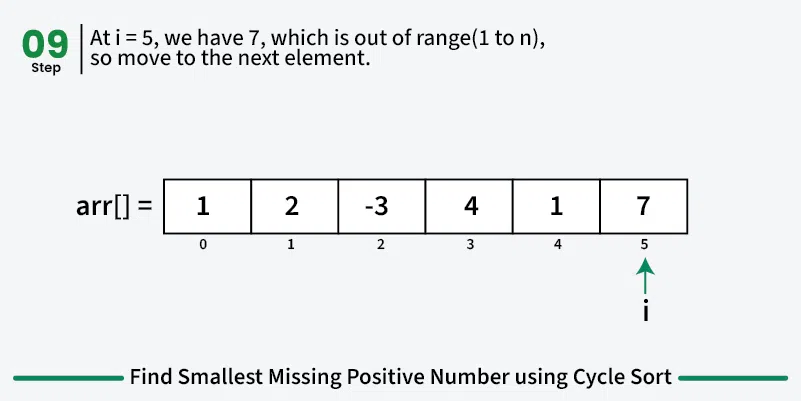 09
Step
At i = 5, we have 7, which is out of range(1 to n),
so move to the next element.
arr[] = 1 2 -3 4 1 7
0 1 2 3 4 5
i
Find Smallest Missing Positive Number using Cycle Sort